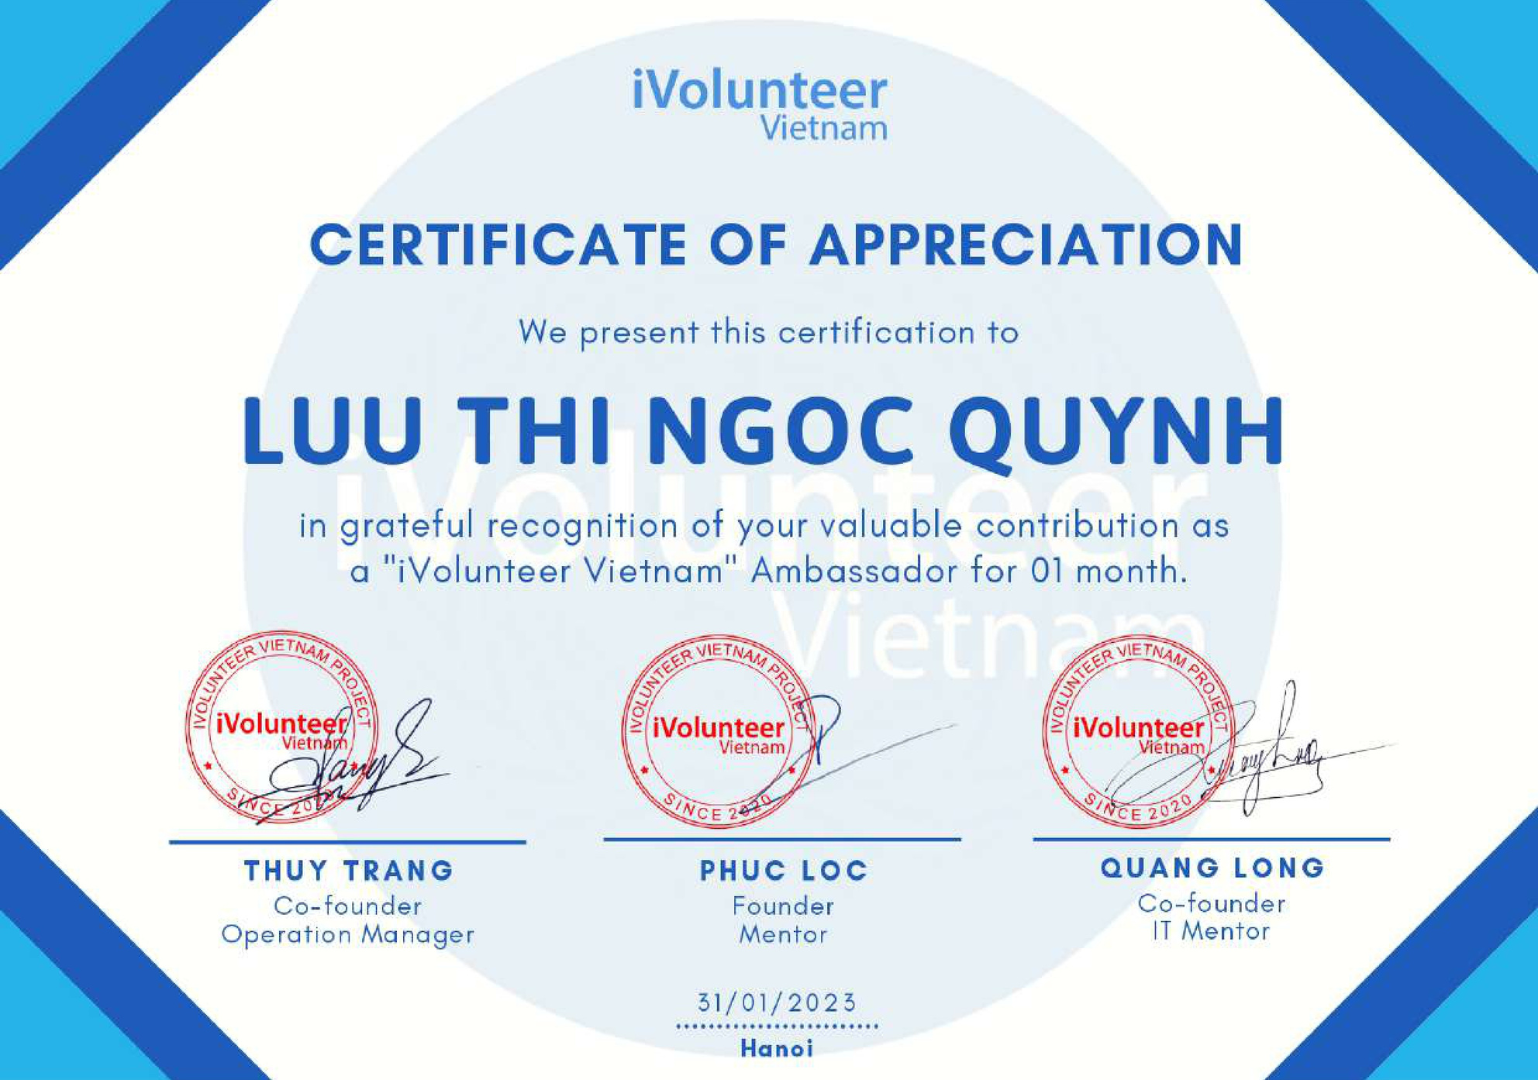 iVolunteer
Vietnam
CERTIFICATE OF APPRECIATION
We present this certification to
LUU THI NGOC QUYNH
in grateful recognition of your valuable contribution as
a "iVolunteer Vietnam" Ambassador for 01 month.
iVolunteer
Vietnam
IVOLUNTEER VIETNAM PROJECT
iVolunteer
Vietnam
SINCE 2020
IVOLUNTEER VIETNAM PROJECT
iVolunteer
Vietnam
SINCE 2020
IVOLUNTEER VIETNAM PROJECT
iVolunteer
Vietnam
SINCE 2020
THUY TRANG
Co-founder
Operation Manager
PHUC LOC
Founder
Mentor
QUANG LONG
Co-founder
IT Mentor
31/01/2023
Hanoi